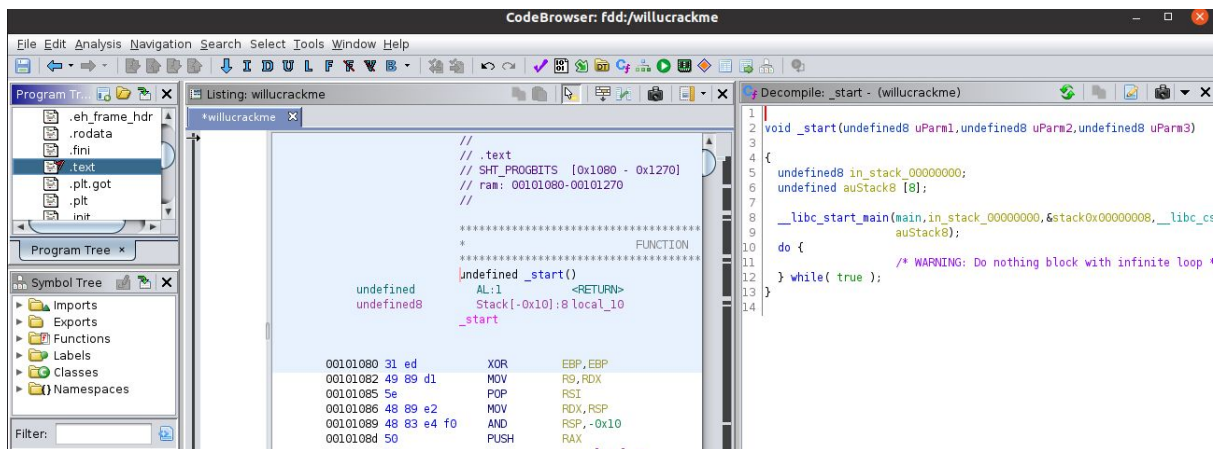 CodeBrowser: fdd:/willucrackme
File Edit Analysis Navigation Search Select Tools Window Help
I D U L F R V B
Program Tr...
.eh_frame_hdr
.rodata
.fini
.text
.plt.got
.plt
init
Program Tree ×
Symbol Tree
Imports
Exports
Functions
Labels
Classes
Namespaces
Filter:
Listing: willucrackme
*willucrackme
//
// .text
// SHT_PROGBITS [0x1080 - 0x1270]
// ram: 00101080-00101270
//
************************************
* FUNCTION
************************************
undefined _start()
undefined AL:1 <RETURN>
undefined8 Stack[-0x10]:8 local_10
_start
00101080 31 ed XOR EBP,EBP
00101082 49 89 d1 MOV R9,RDX
00101085 5e POP RSI
00101086 48 89 e2 MOV RDX,RSP
00101089 48 83 e4 f0 AND RSP,-0x10
0010108d 50 PUSH RAX
Decompile: _start - (willucrackme)
1
2 void _start(undefined8 uParm1,undefined8 uParm2,undefined8 uParm3)
3
4 {
5 undefined8 in_stack_00000000;
6 undefined auStack8 [8];
7
8 __libc_start_main(main,in_stack_00000000,&stack0x00000008,__libc_cs
9 auStack8);
10 do {
11 /* WARNING: Do nothing block with infinite loop *
12 } while( true );
13 }
14